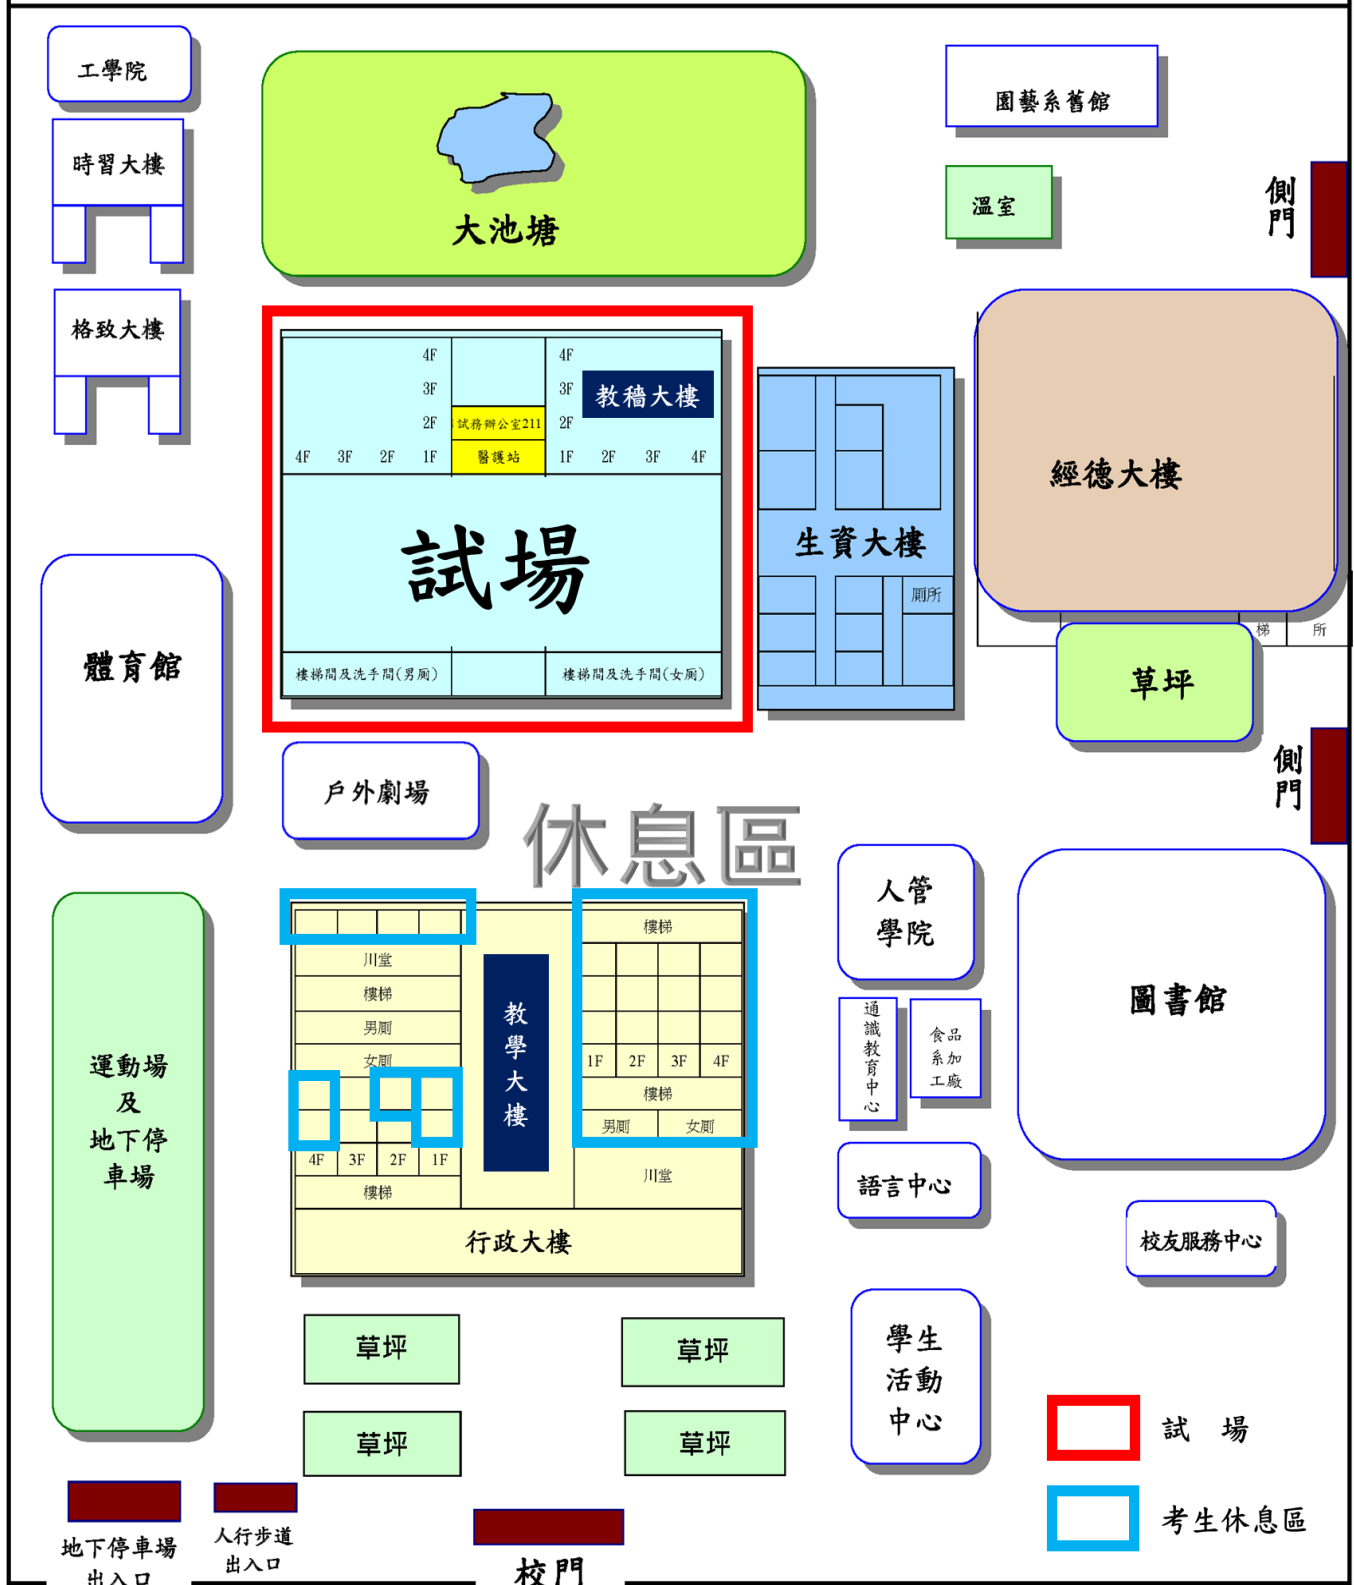 工學院
時習大樓
格致大樓
大池塘
園藝系舊館
溫室
側門
4F
3F
2F
4F 3F 2F 1F
試務辦公室211
醫護站
4F
3F
2F
1F 2F 3F 4F
教穡大樓
試場
樓梯間及洗手間(男廁)
樓梯間及洗手間(女廁)
生資大樓
廁所
經德大樓
梯
所
草坪
側門
體育館
戶外劇場
休息區
運動場
及
地下停
車場
川堂
樓梯
男廁
女廁
4F 3F 2F 1F
樓梯
教學大樓
樓梯
1F 2F 3F 4F
樓梯
男廁 女廁
川堂
行政大樓
人管
學院
通識教育中心
食品
系加
工廠
圖書館
語言中心
校友服務中心
學生
活動
中心
草坪
草坪
草坪
草坪
試 場
考生休息區
地下停車場
出入口
人行步道
出入口
校門